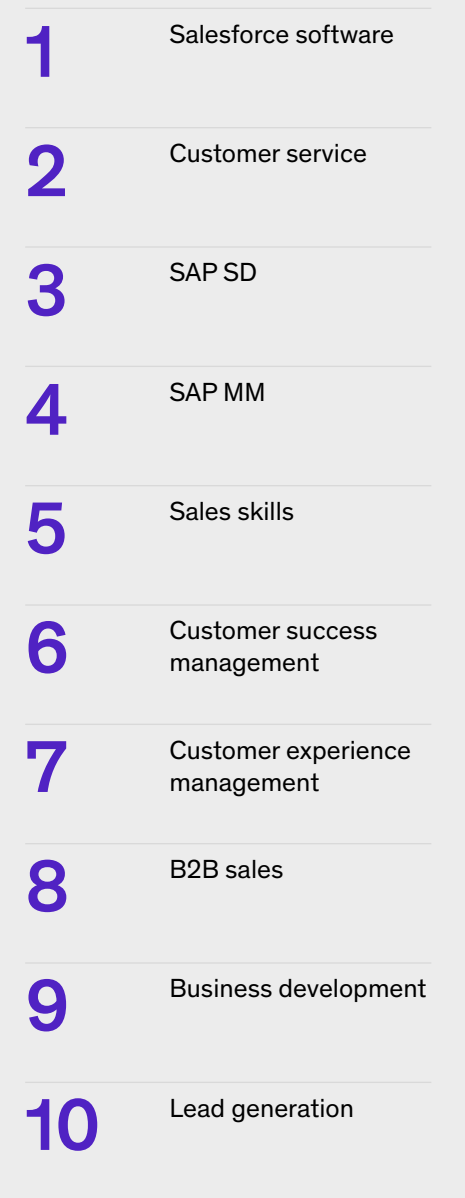 1
Salesforce software
2
Customer service
3
SAP SD
4
SAP MM
5
Sales skills
6
Customer success
management
7
Customer experience
management
8
B2B sales
9
Business development
10
Lead generation